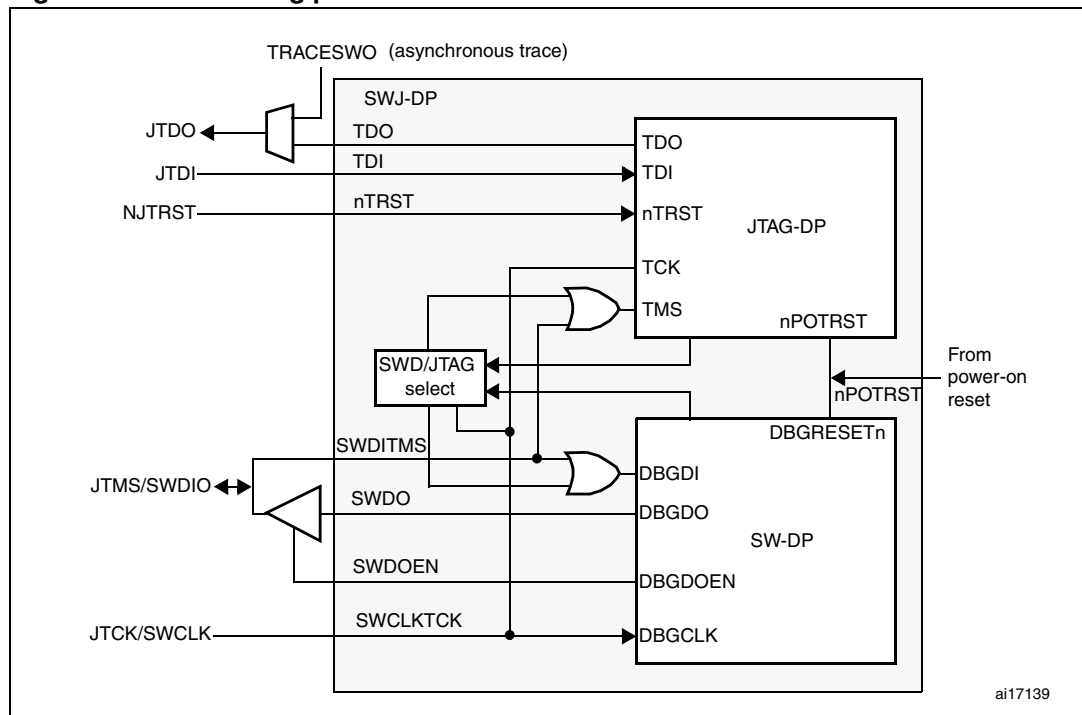 TRACESWO (asynchronous trace)
SWJ-DP
JTDO
TDO
TDO
JTDI
TDI
TDI
NJTRST
nTRST
nTRST
JTAG-DP
TCK
TMS
nPOTRST
SWD/JTAG
select
From
power-on
reset
nPOTRST
DBGRESETn
SWDITMS
DBGDI
JTMS/SWDIO
SWDO
DBGDO
SW-DP
SWDOEN
DBGDOEN
JTCK/SWCLK
SWCLKTCK
DBGCLK
ai17139